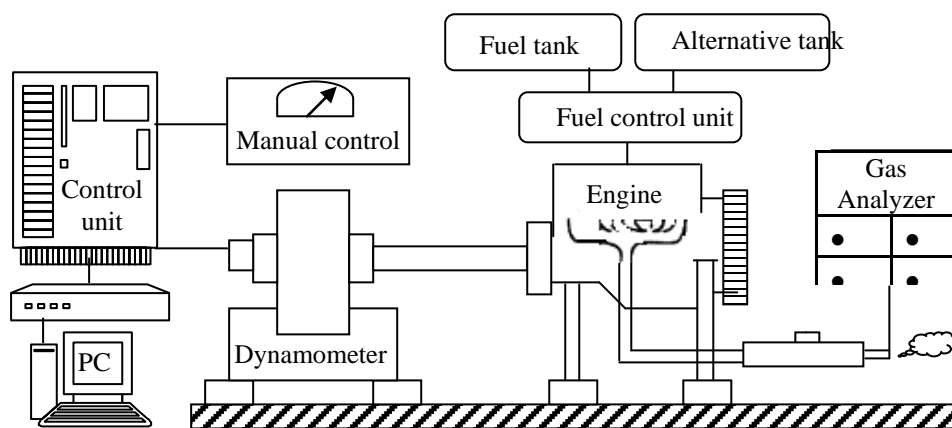 Fuel tank
Alternative tank
Fuel control unit
Manual control
Control
unit
Engine
Gas
Analyzer
Dynamometer
PC